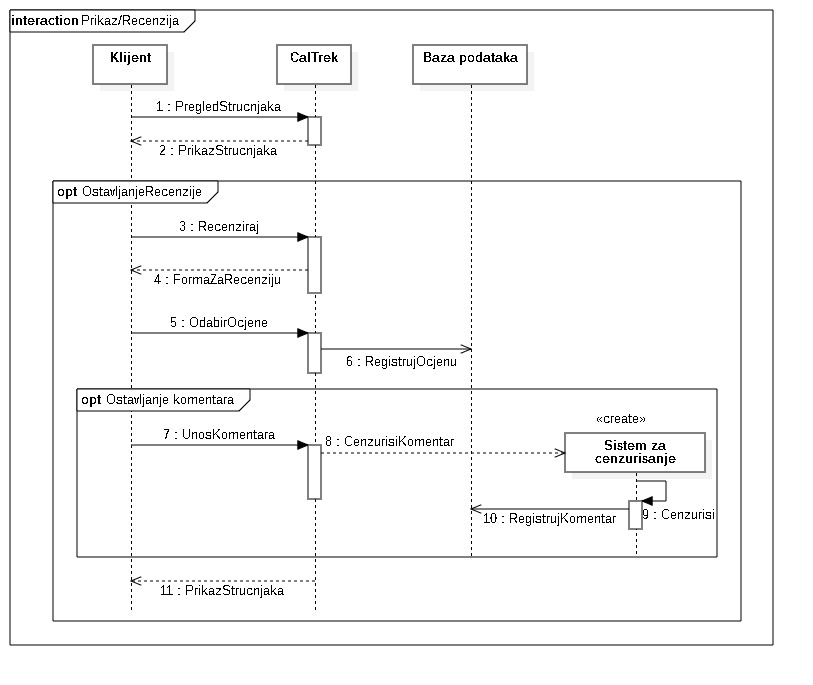 interaction Prikaz/Recenzija
Klijent
CalTrek
Baza podataka
1 : PregledStrucnjaka
2 : PrikazStrucnjaka
opt OstavljanjeRecenzije
3 : Recenziraj
4 : FormaZaRecenziju
5 : OdabirOcjene
6 : RegistrujOcjenu
opt Ostavljanje komentara
«create»
7 : UnosKomentara
8 : CenzurisiKomentar
Sistem za
cenzurisanje
9 : Cenzurisi
10 : RegistrujKomentar
11 : PrikazStrucnjaka